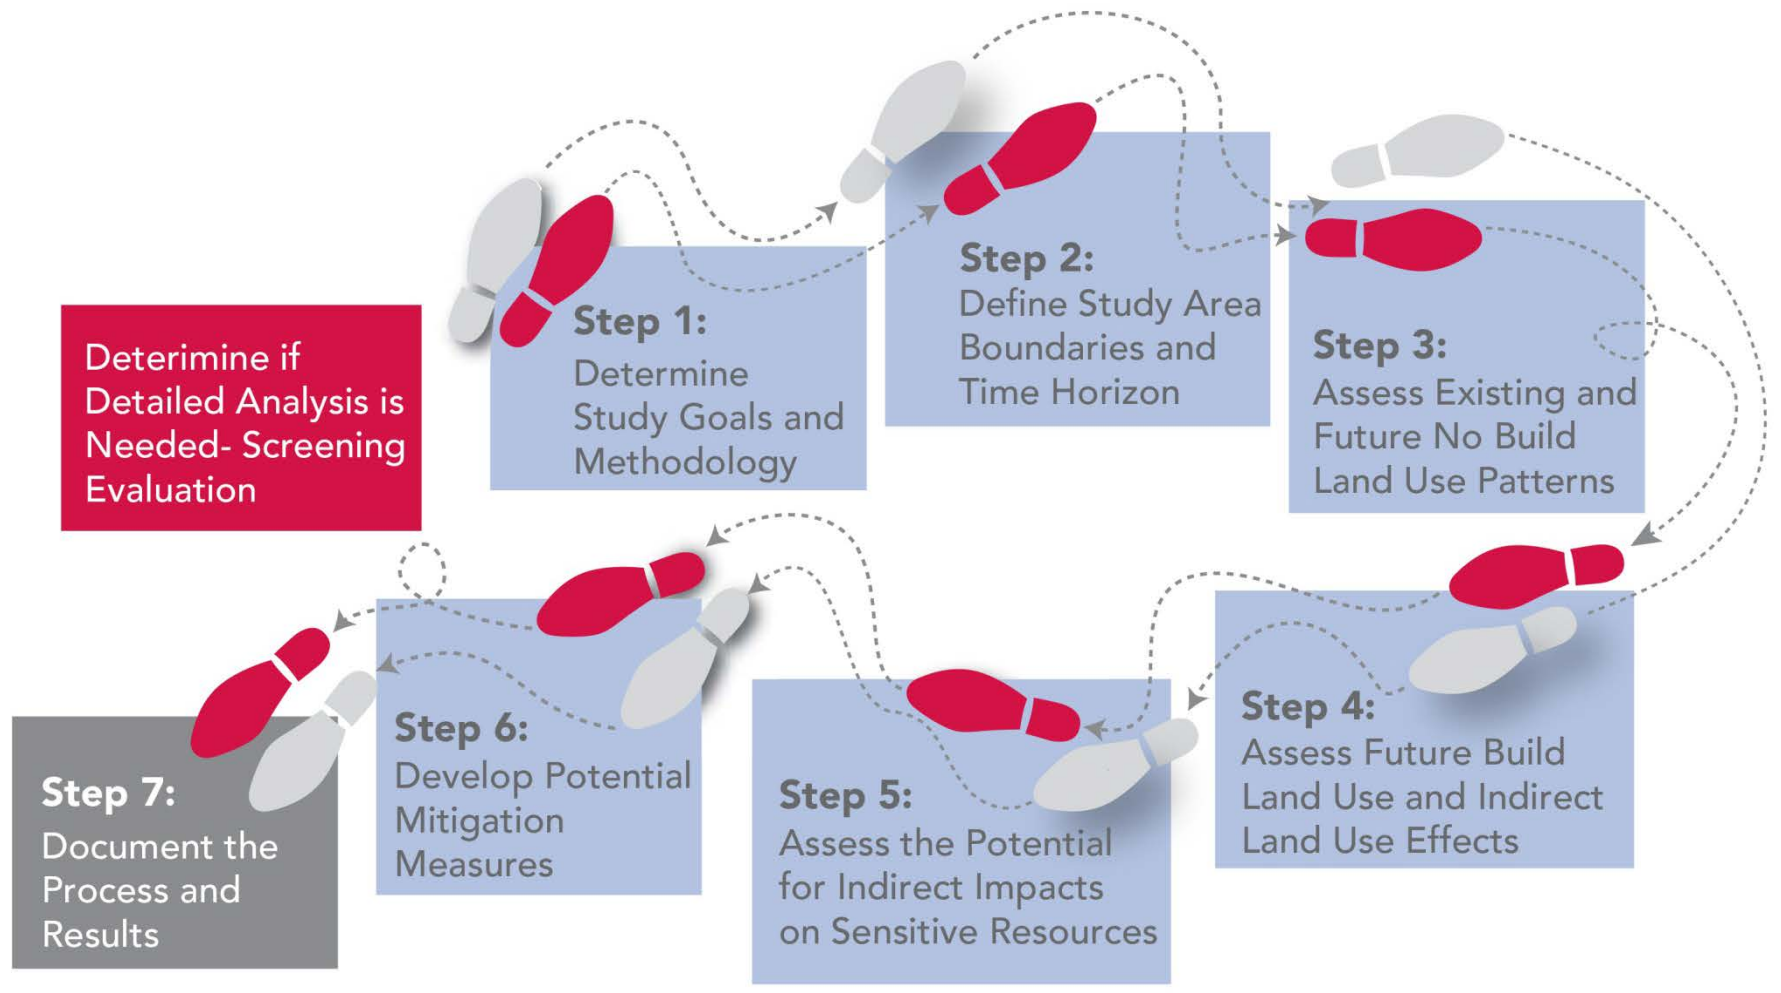 Deterimine if
Detailed Analysis is
Needed- Screening
Evaluation
Step 1:
Determine
Study Goals and
Methodology
Step 2:
Define Study Area
Boundaries and
Time Horizon
Step 3:
Assess Existing and
Future No Build
Land Use Patterns
Step 4:
Assess Future Build
Land Use and Indirect
Land Use Effects
Step 5:
Assess the Potential
for Indirect Impacts
on Sensitive Resources
Step 6:
Develop Potential
Mitigation
Measures
Step 7:
Document the
Process and
Results